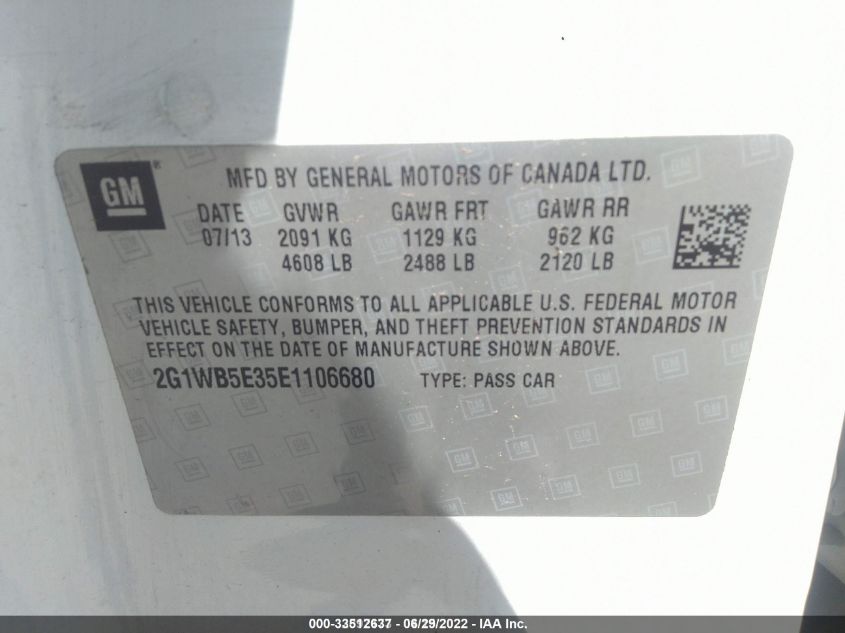 GM ®
MFD BY GENERAL MOTORS OF CANADA LTD.
DATE GVWR GAWR FRT GAWR RR
07/13 2091 KG 1129 KG 962 KG
4608 LB 2488 LB 2120 LB
THIS VEHICLE CONFORMS TO ALL APPLICABLE U.S. FEDERAL MOTOR
VEHICLE SAFETY, BUMPER, AND THEFT PREVENTION STANDARDS IN
EFFECT ON THE DATE OF MANUFACTURE SHOWN ABOVE.
2G1WB5E35E1106680 TYPE: PASS CAR
000-33512637 - 06/29/2022 - IAA Inc.